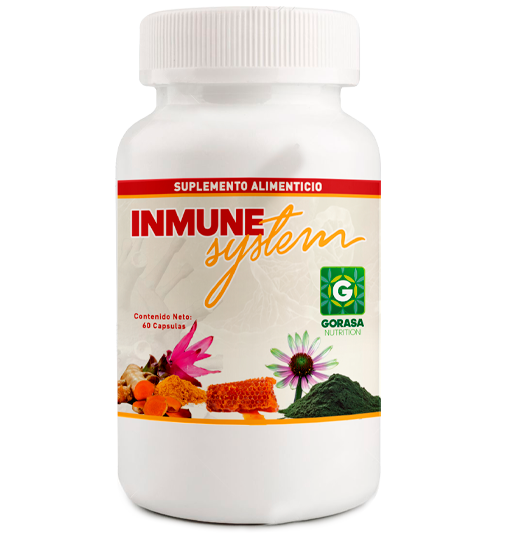 SUPLEMENTO ALIMENTICIO
INMUNE
system
G
GORASA
NUTRITION
Contenido Neto:
60 Capsulas